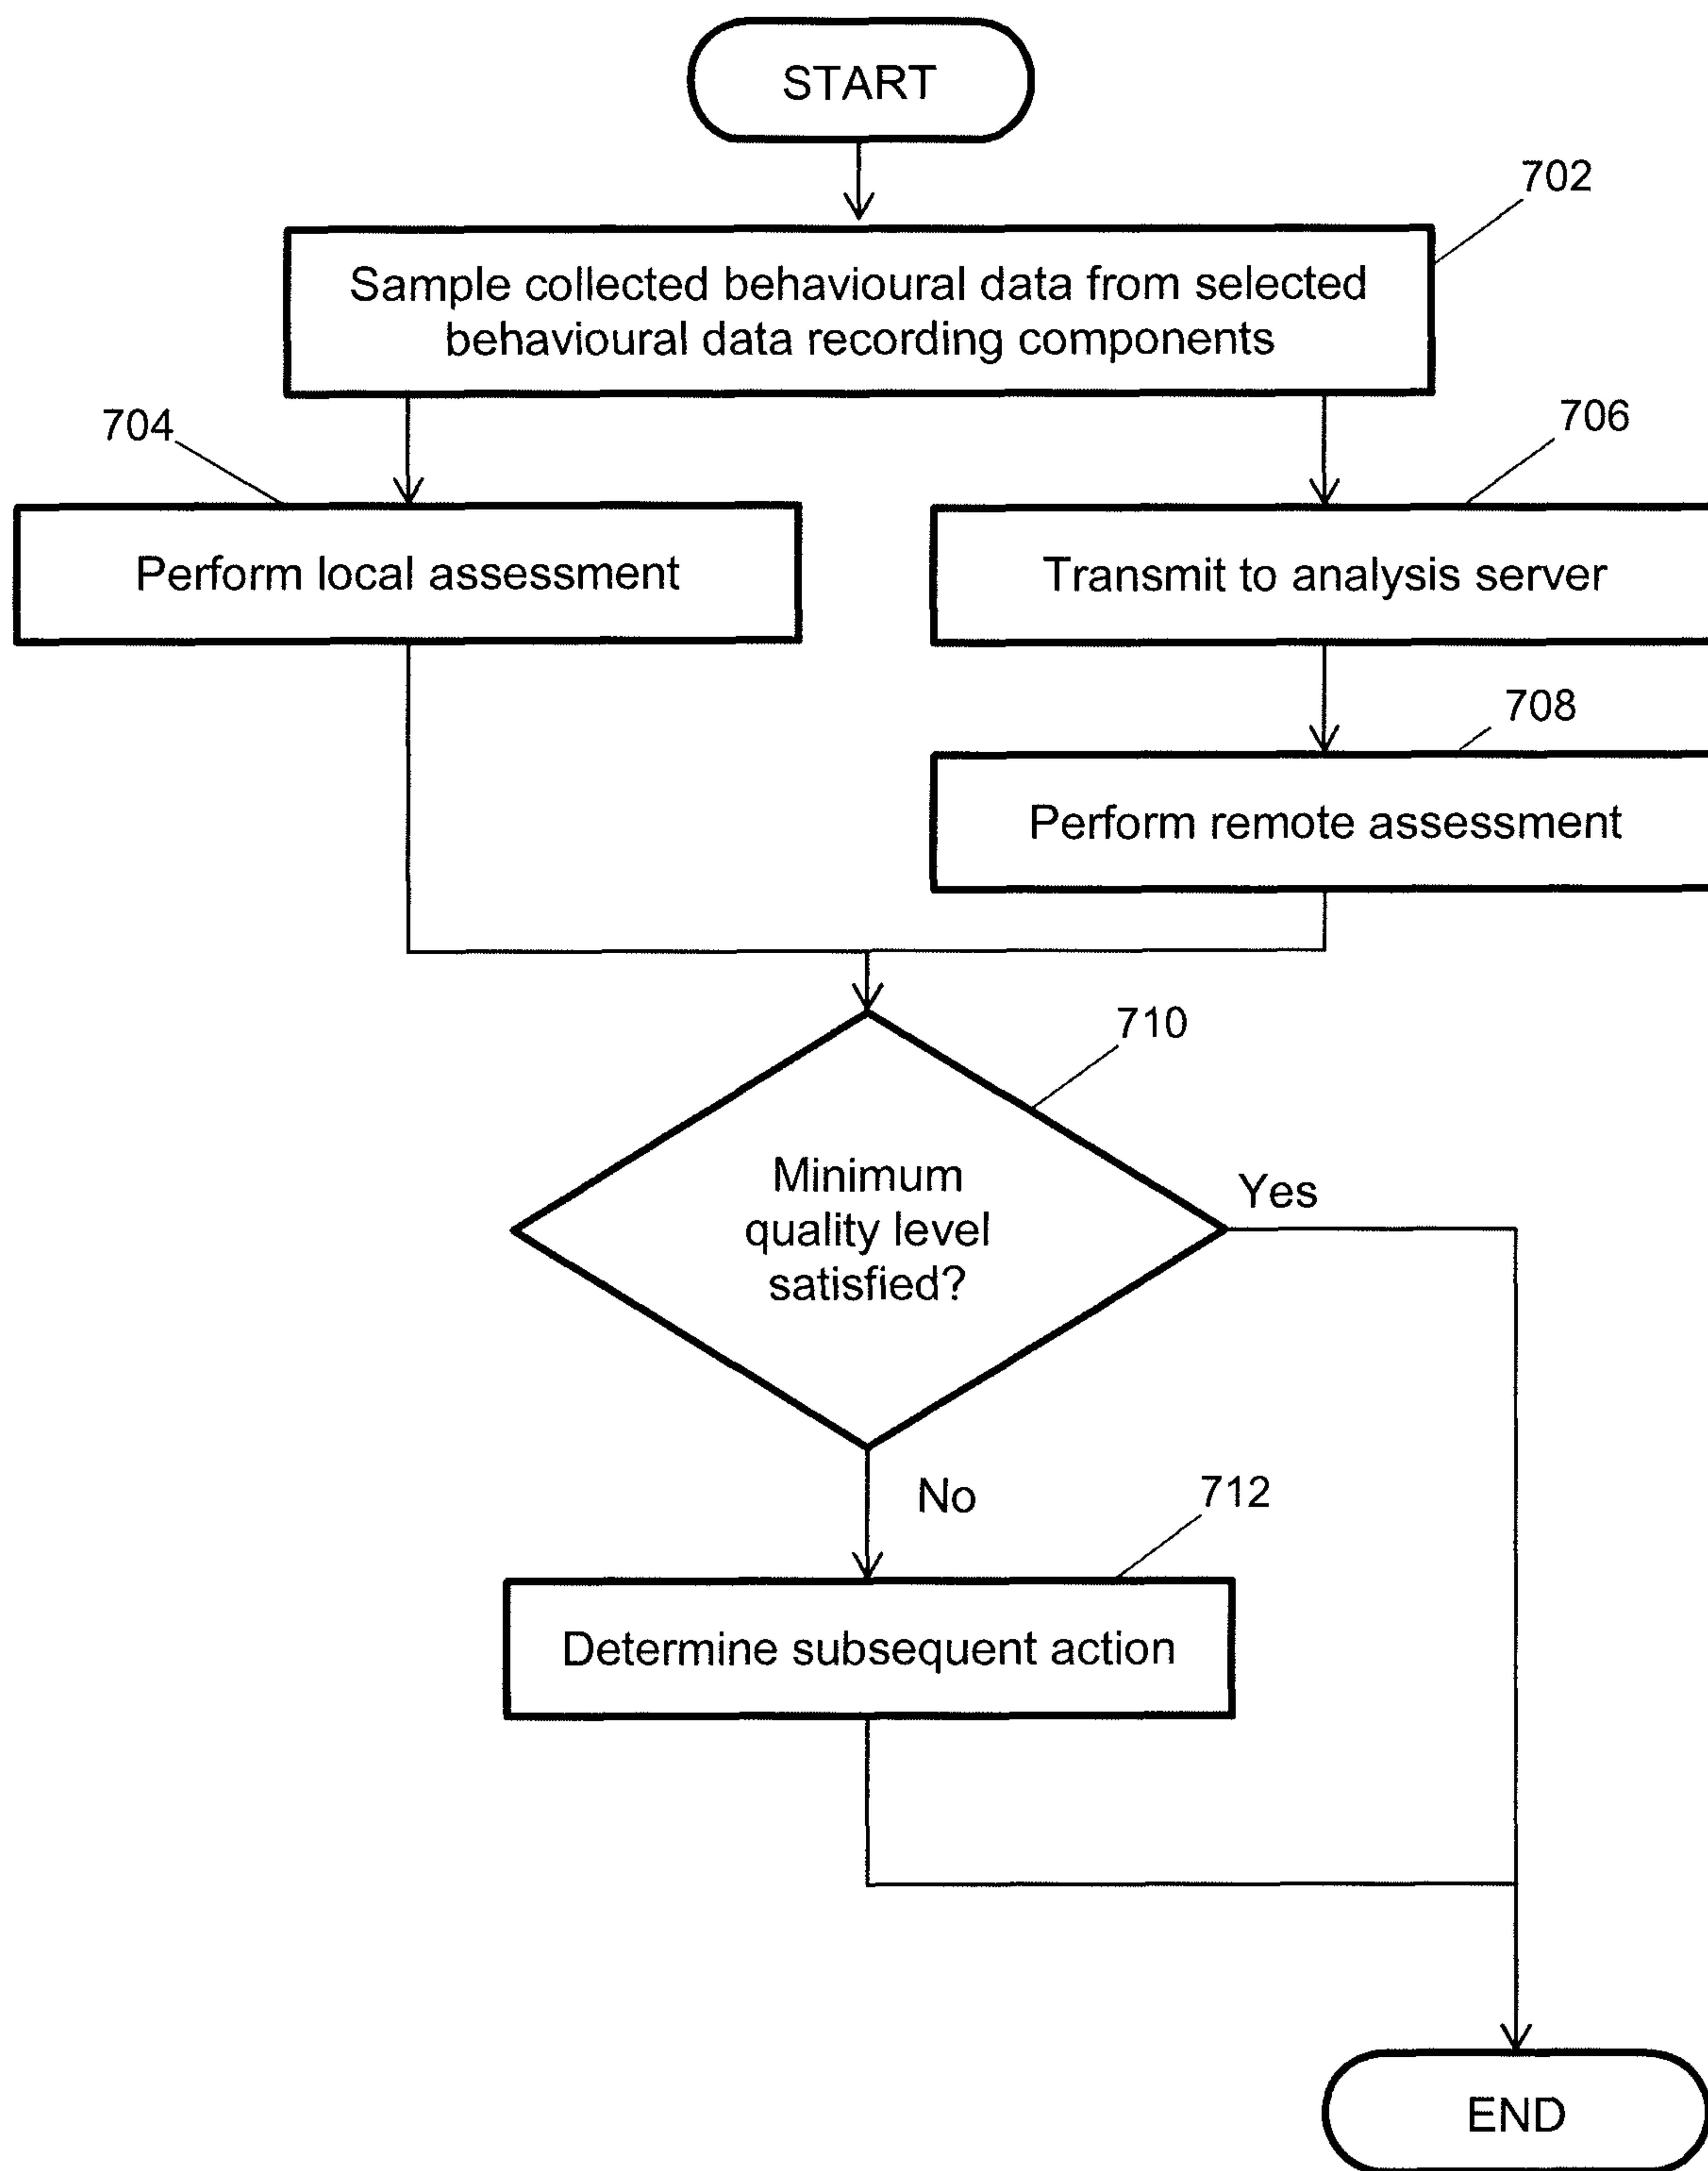 START
702
Sample collected behavioural data from selected
behavioural data recording components
704
706
Perform local assessment
Transmit to analysis server
708
Perform remote assessment
710
Minimum
quality level
satisfied?
Yes
No
712
Determine subsequent action
END